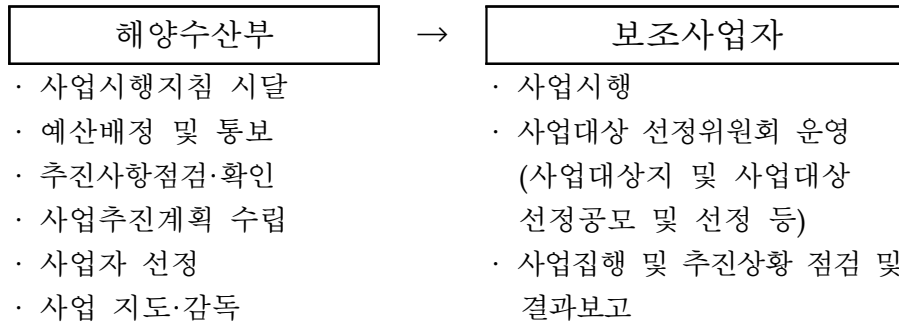 해양수산부 → 보조사업자
· 사업시행지침 시달
· 예산배정 및 통보
· 추진사항점검·확인
· 사업추진계획 수립
· 사업자 선정
· 사업 지도·감독
· 사업시행
· 사업대상 선정위원회 운영
(사업대상지 및 사업대상
선정공모 및 선정 등)
· 사업집행 및 추진상황 점검 및
결과보고